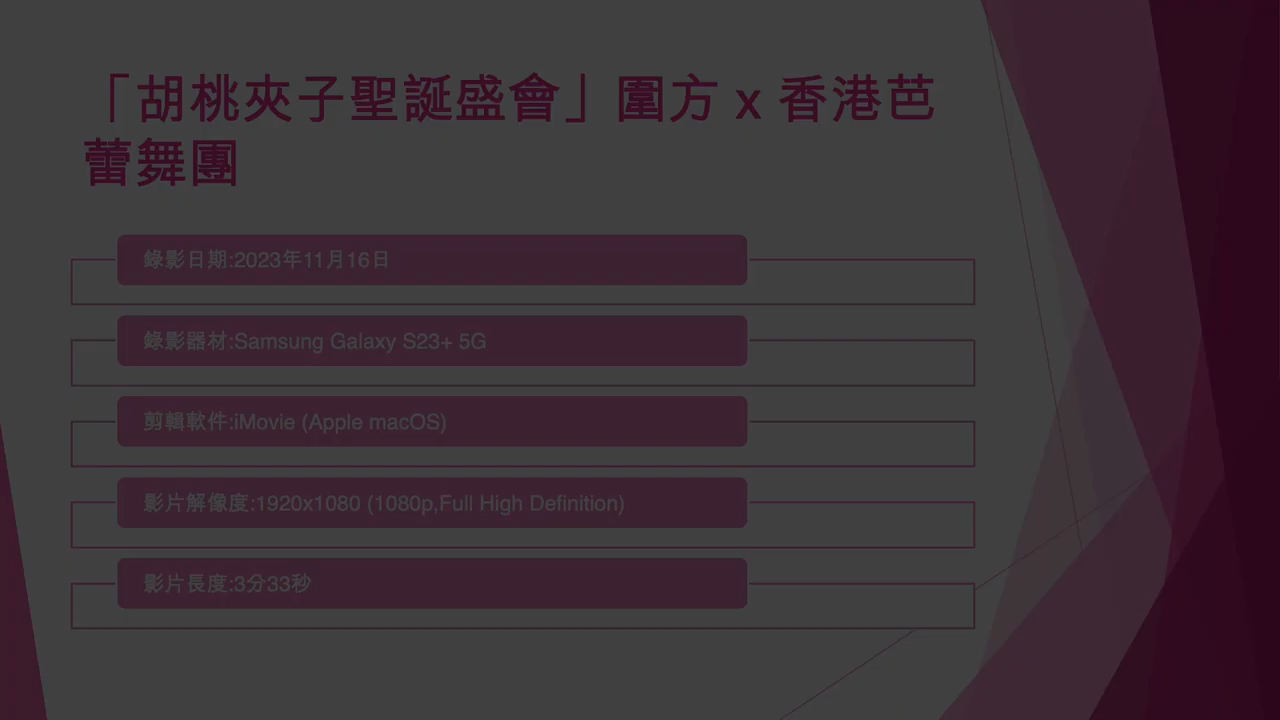 「胡桃夾子聖誕盛會」圍方 x 香港芭
蕾舞團
錄影日期:2023年11月16日
錄影器材:Samsung Galaxy S23+ 5G
剪輯軟件:iMovie (Apple macOS)
影片解像度:1920x1080 (1080p,Full High Definition)
影片長度:3分33秒